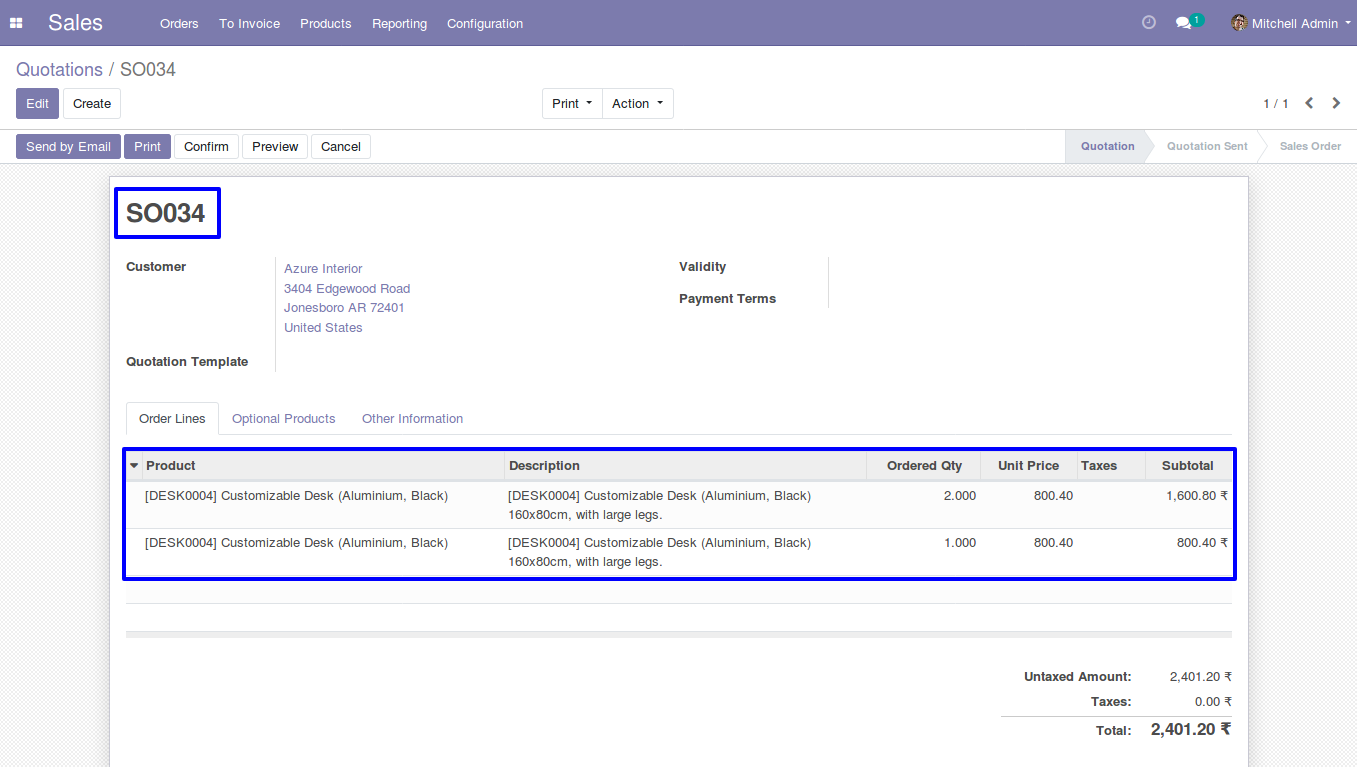 Sales Orders To Invoice Products Reporting Configuration 1 Mitchell Admin
Quotations / SO034
Edit Create Print Action 1 / 1
Send by Email Print Confirm Preview Cancel Quotation Quotation Sent Sales Order
SO034
Customer Azure Interior Validity
3404 Edgewood Road
Payment Terms
Jonesboro AR 72401
United States
Quotation Template
Order Lines Optional Products Other Information
Product Description Ordered Qty Unit Price Taxes Subtotal
[DESK0004] Customizable Desk (Aluminium, Black) [DESK0004] Customizable Desk (Aluminium, Black) 2.000 800.40 1,600.80 ₹
160x80cm, with large legs.
[DESK0004] Customizable Desk (Aluminium, Black) [DESK0004] Customizable Desk (Aluminium, Black) 1.000 800.40 800.40 ₹
160x80cm, with large legs.
Untaxed Amount: 2,401.20 ₹
Taxes: 0.00 ₹
Total: 2,401.20 ₹